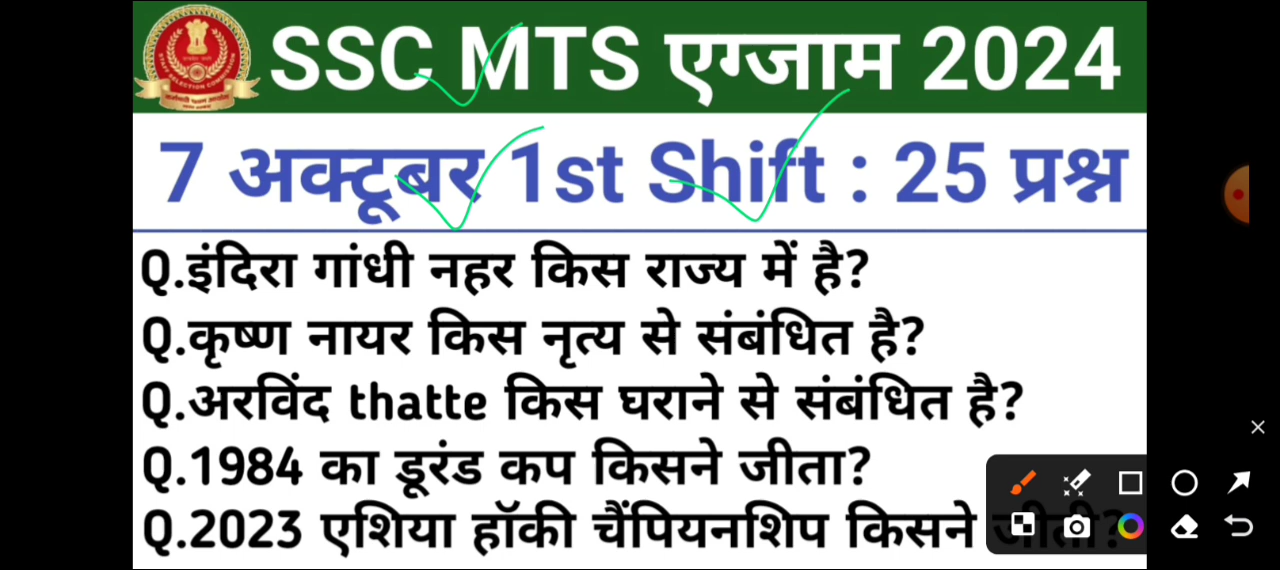 SSC MTS एग्जाम 2024
7 अक्टूबर 1st Shift : 25 प्रश्न
Q.इंदिरा गांधी नहर किस राज्य में है?
Q.कृष्ण नायर किस नृत्य से संबंधित है?
Q.अरविंद thatte किस घराने से संबंधित है?
Q.1984 का डूरंड कप किसने जीता?
Q.2023 एशिया हॉकी चैंपियनशिप किसने जीती?